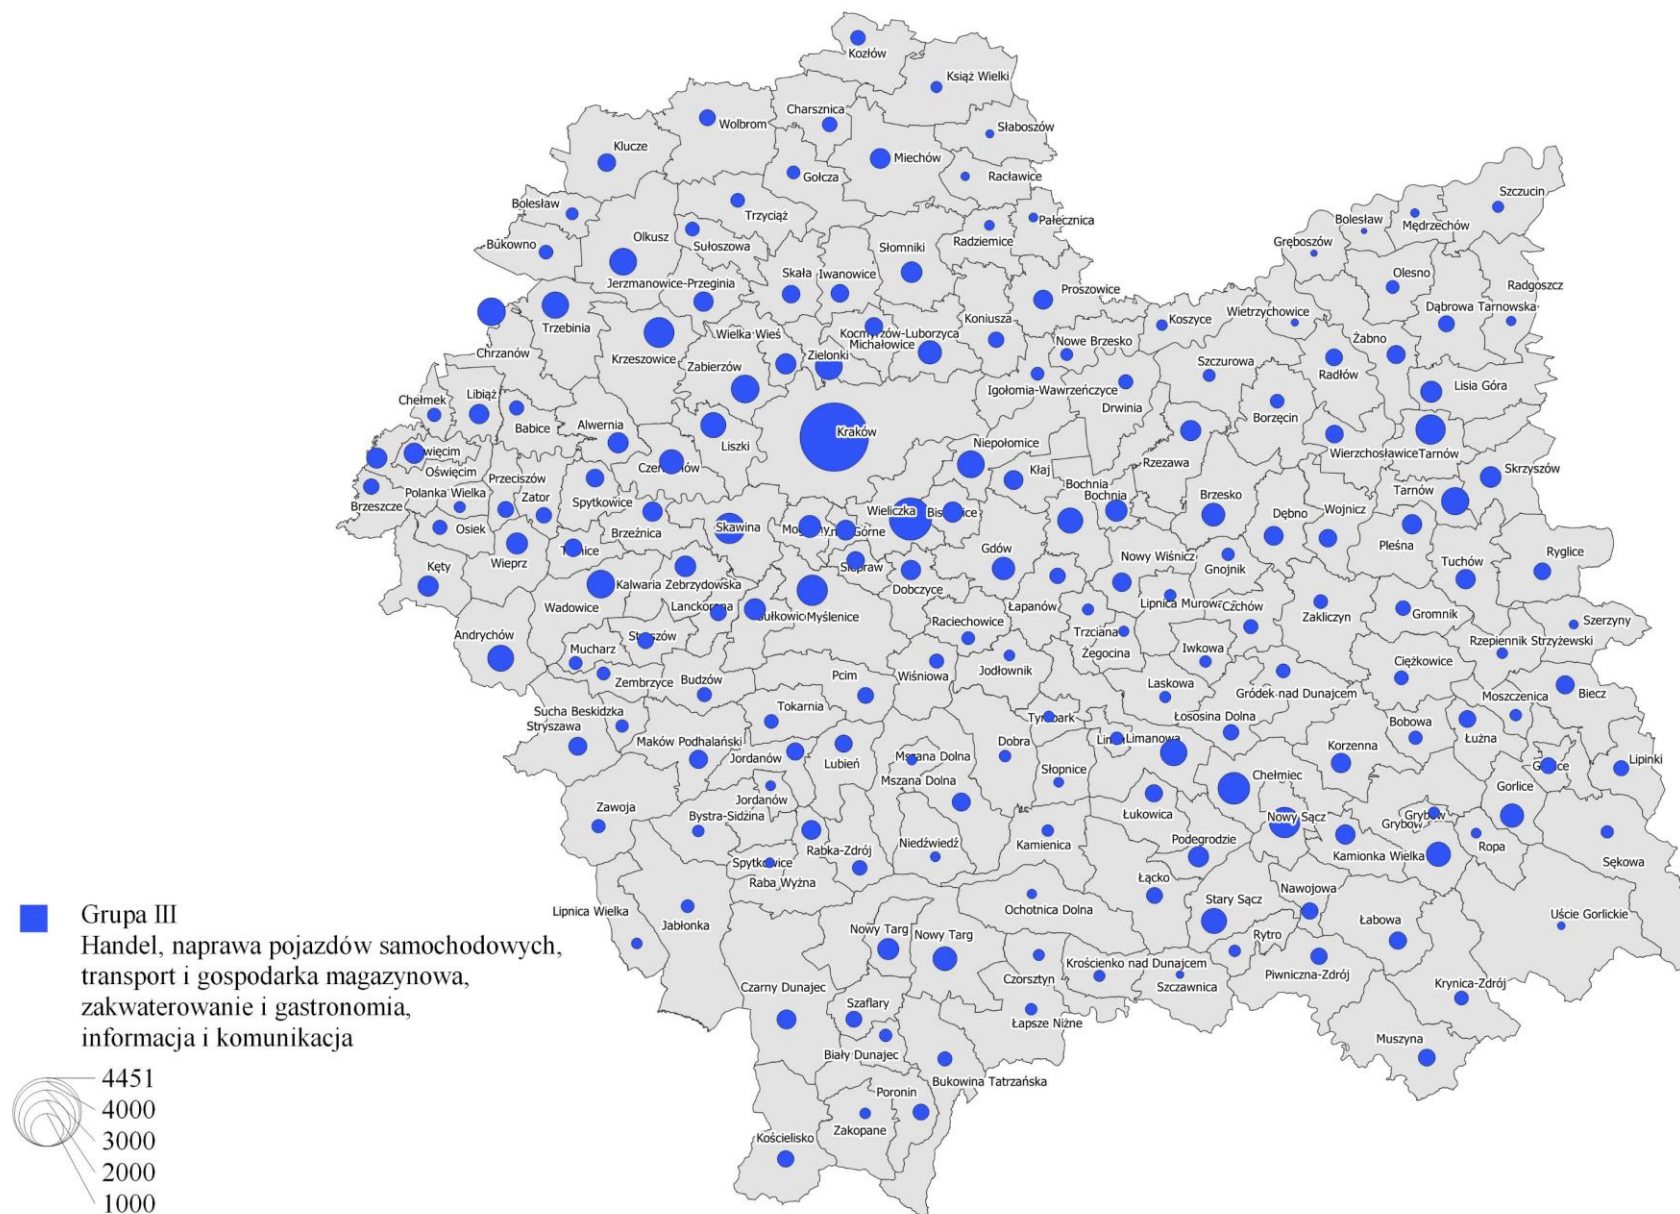 Kozłów
Książ Wielki
Charsznica
Wolbrom
Słaboszów
Klucze
Miechów
Gołcza
Racławice
Szczucin
Bolesław
Trzyciąż
Pałecznica
Bolesław
Mędrzechów
Radziemice
Gręboszów
Bukowno
Olkusz
Sułoszowa
Słomniki
Skała
Iwanowice
Olesno
Radgoszcz
Jerzmanowice-Przeginia
Proszowice
Wietrzychowice
Dąbrowa Tarnowska
Trzebinia
Koniusza
Koszyce
Wielka Wieś
Kocmyrzów-Luborzyca
Michałowice
Nowe Brzesko
Żabno
Chrzanów
Krzeszowice
Zielonki
Szczurowa
Radłów
Zabierzów
Igołomia-Wawrzeńczyce
Drwinia
Lisia Góra
Chełmek
Libiąż
Babice
Borzęcin
Alwernia
Kraków
Liszki
Niepołomice
Rzezawa
Wierzchosławice
Tarnów
Oświęcim
Kłaj
Skrzyszów
Przeciszów
Bochnia
Polanka Wielka
Zator
Spytkowice
Bochnia
Brzesko
Tarnów
Brzeszcze
Wieliczka
Dębno
Wojnicz
Osiek
Brzeźnica
Skawina
Pleśna
Kęty
Wieprz
Gdów
Nowy Wiśnicz
Gnojnik
Tuchów
Ryglice
Wadowice
Kalwaria Zebrzydowska
Siepraw
Dobczyce
Lanckorona
Łapanów
Lipnica Murowana
Czchów
Zakliczyn
Gromnik
Sułkowice
Myślenice
Raciechowice
Trzciana
Szerzyny
Andrychów
Stryszów
Rzepiennik Strzyżewski
Mucharz
Żegocina
Iwkowa
Zembrzyce
Budzów
Pcim
Wiśniowa
Jodłownik
Ciężkowice
Laskowa
Gródek nad Dunajcem
Moszczenica
Biecz
Sucha Beskidzka
Tokarnia
Tymbark
Łososina Dolna
Stryszawa
Bobowa
Łużna
Maków Podhalański
Jordanów
Lubień
Mszana Dolna
Dobra
Limanowa
Limanowa
Korzenna
Gorlice
Lipinki
Mszana Dolna
Słopnice
Chełmiec
Gorlice
Zawoja
Jordanów
Łukowica
Bystra-Sidzina
Nowy Sącz
Grybów
Grybów
Niedźwiedź
Kamienica
Podegrodzie
Ropa
Rabka-Zdrój
Kamionka Wielka
Sękowa
Spytkowice
Raba Wyżna
Łącko
Nawojowa
Ochotnica Dolna
Stary Sącz
Lipnica Wielka
Jabłonka
Łabowa
Uście Gorlickie
Nowy Targ
Nowy Targ
Rytro
Krościenko nad Dunajcem
Piwniczna-Zdrój
Czorsztyn
Szczawnica
Krynica-Zdrój
Czarny Dunajec
Szaflary
Łapsze Niżne
Muszyna
Biały Dunajec
Bukowina Tatrzańska
Poronin
Zakopane
Kościelisko
Grupa III
Handel, naprawa pojazdów samochodowych,
transport i gospodarka magazynowa,
zakwaterowanie i gastronomia,
informacja i komunikacja
4451
4000
3000
2000
1000